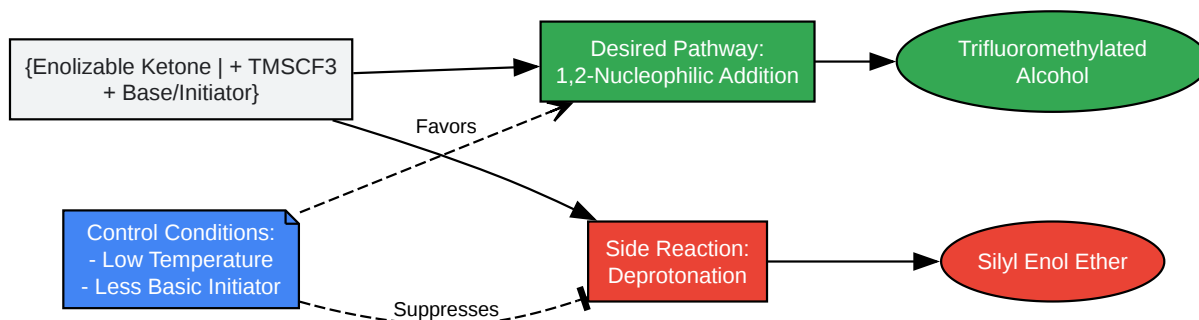 {Enolizable Ketone | + TMSCF3
+ Base/Initiator}
Desired Pathway:
1,2-Nucleophilic Addition
Trifluoromethylated
Alcohol
Favors
Control Conditions:
- Low Temperature
- Less Basic Initiator
Suppresses
Side Reaction:
Deprotonation
Silyl Enol Ether